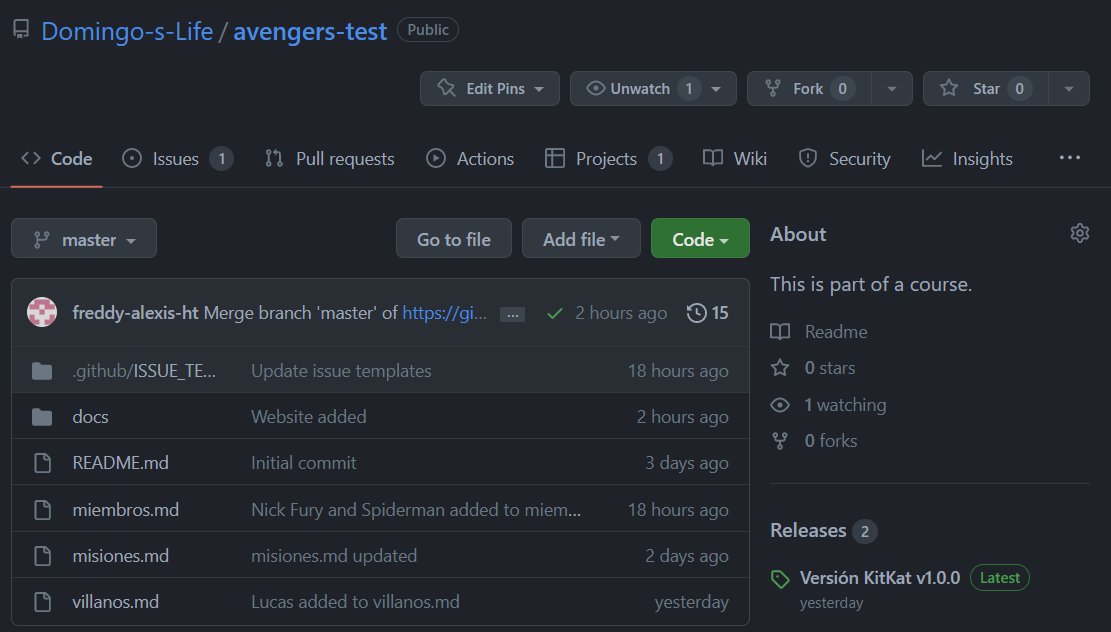 Domingo-s-Life / avengers-test Public
Edit Pins Unwatch 1 Fork 0 Star 0
Code Issues 1 Pull requests Actions Projects 1 Wiki Security Insights ...
master Go to file Add file Code
freddy-alexis-ht Merge branch 'master' of https://gi... ... 2 hours ago 15
.github/ISSUE_TE... Update issue templates 18 hours ago
docs Website added 2 hours ago
README.md Initial commit 3 days ago
miembros.md Nick Fury and Spiderman added to miem... 18 hours ago
misiones.md misiones.md updated 2 days ago
villanos.md Lucas added to villanos.md yesterday
About
This is part of a course.
Readme
0 stars
1 watching
0 forks
Releases 2
Versión KitKat v1.0.0 Latest
yesterday